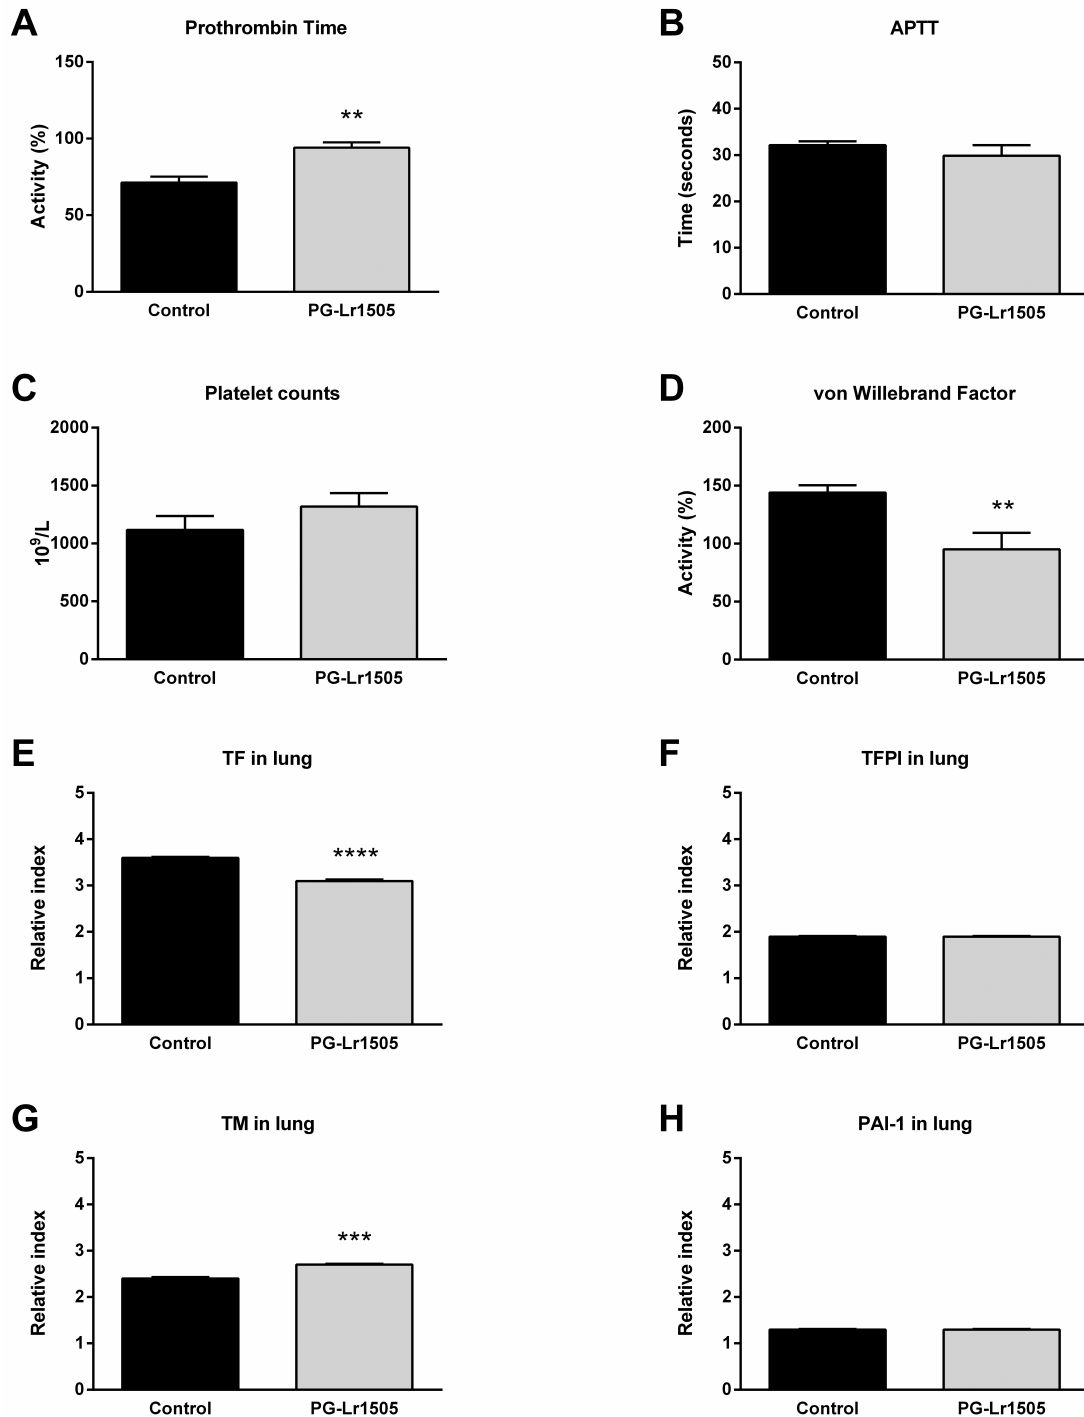 A
Prothrombin Time
150
100
50
0
Activity (%)
**
Control
PG-Lr1505
B
APTT
50
40
30
20
10
0
Time (seconds)
Control
PG-Lr1505
C
Platelet counts
2000
1500
1000
500
0
10⁹/L
Control
PG-Lr1505
D
von Willebrand Factor
200
150
100
50
0
Activity (%)
**
Control
PG-Lr1505
E
TF in lung
5
4
3
2
1
0
Relative index
****
Control
PG-Lr1505
F
TFPI in lung
5
4
3
2
1
0
Relative index
Control
PG-Lr1505
G
TM in lung
5
4
3
2
1
0
Relative index
***
Control
PG-Lr1505
H
PAI-1 in lung
5
4
3
2
1
0
Relative index
Control
PG-Lr1505